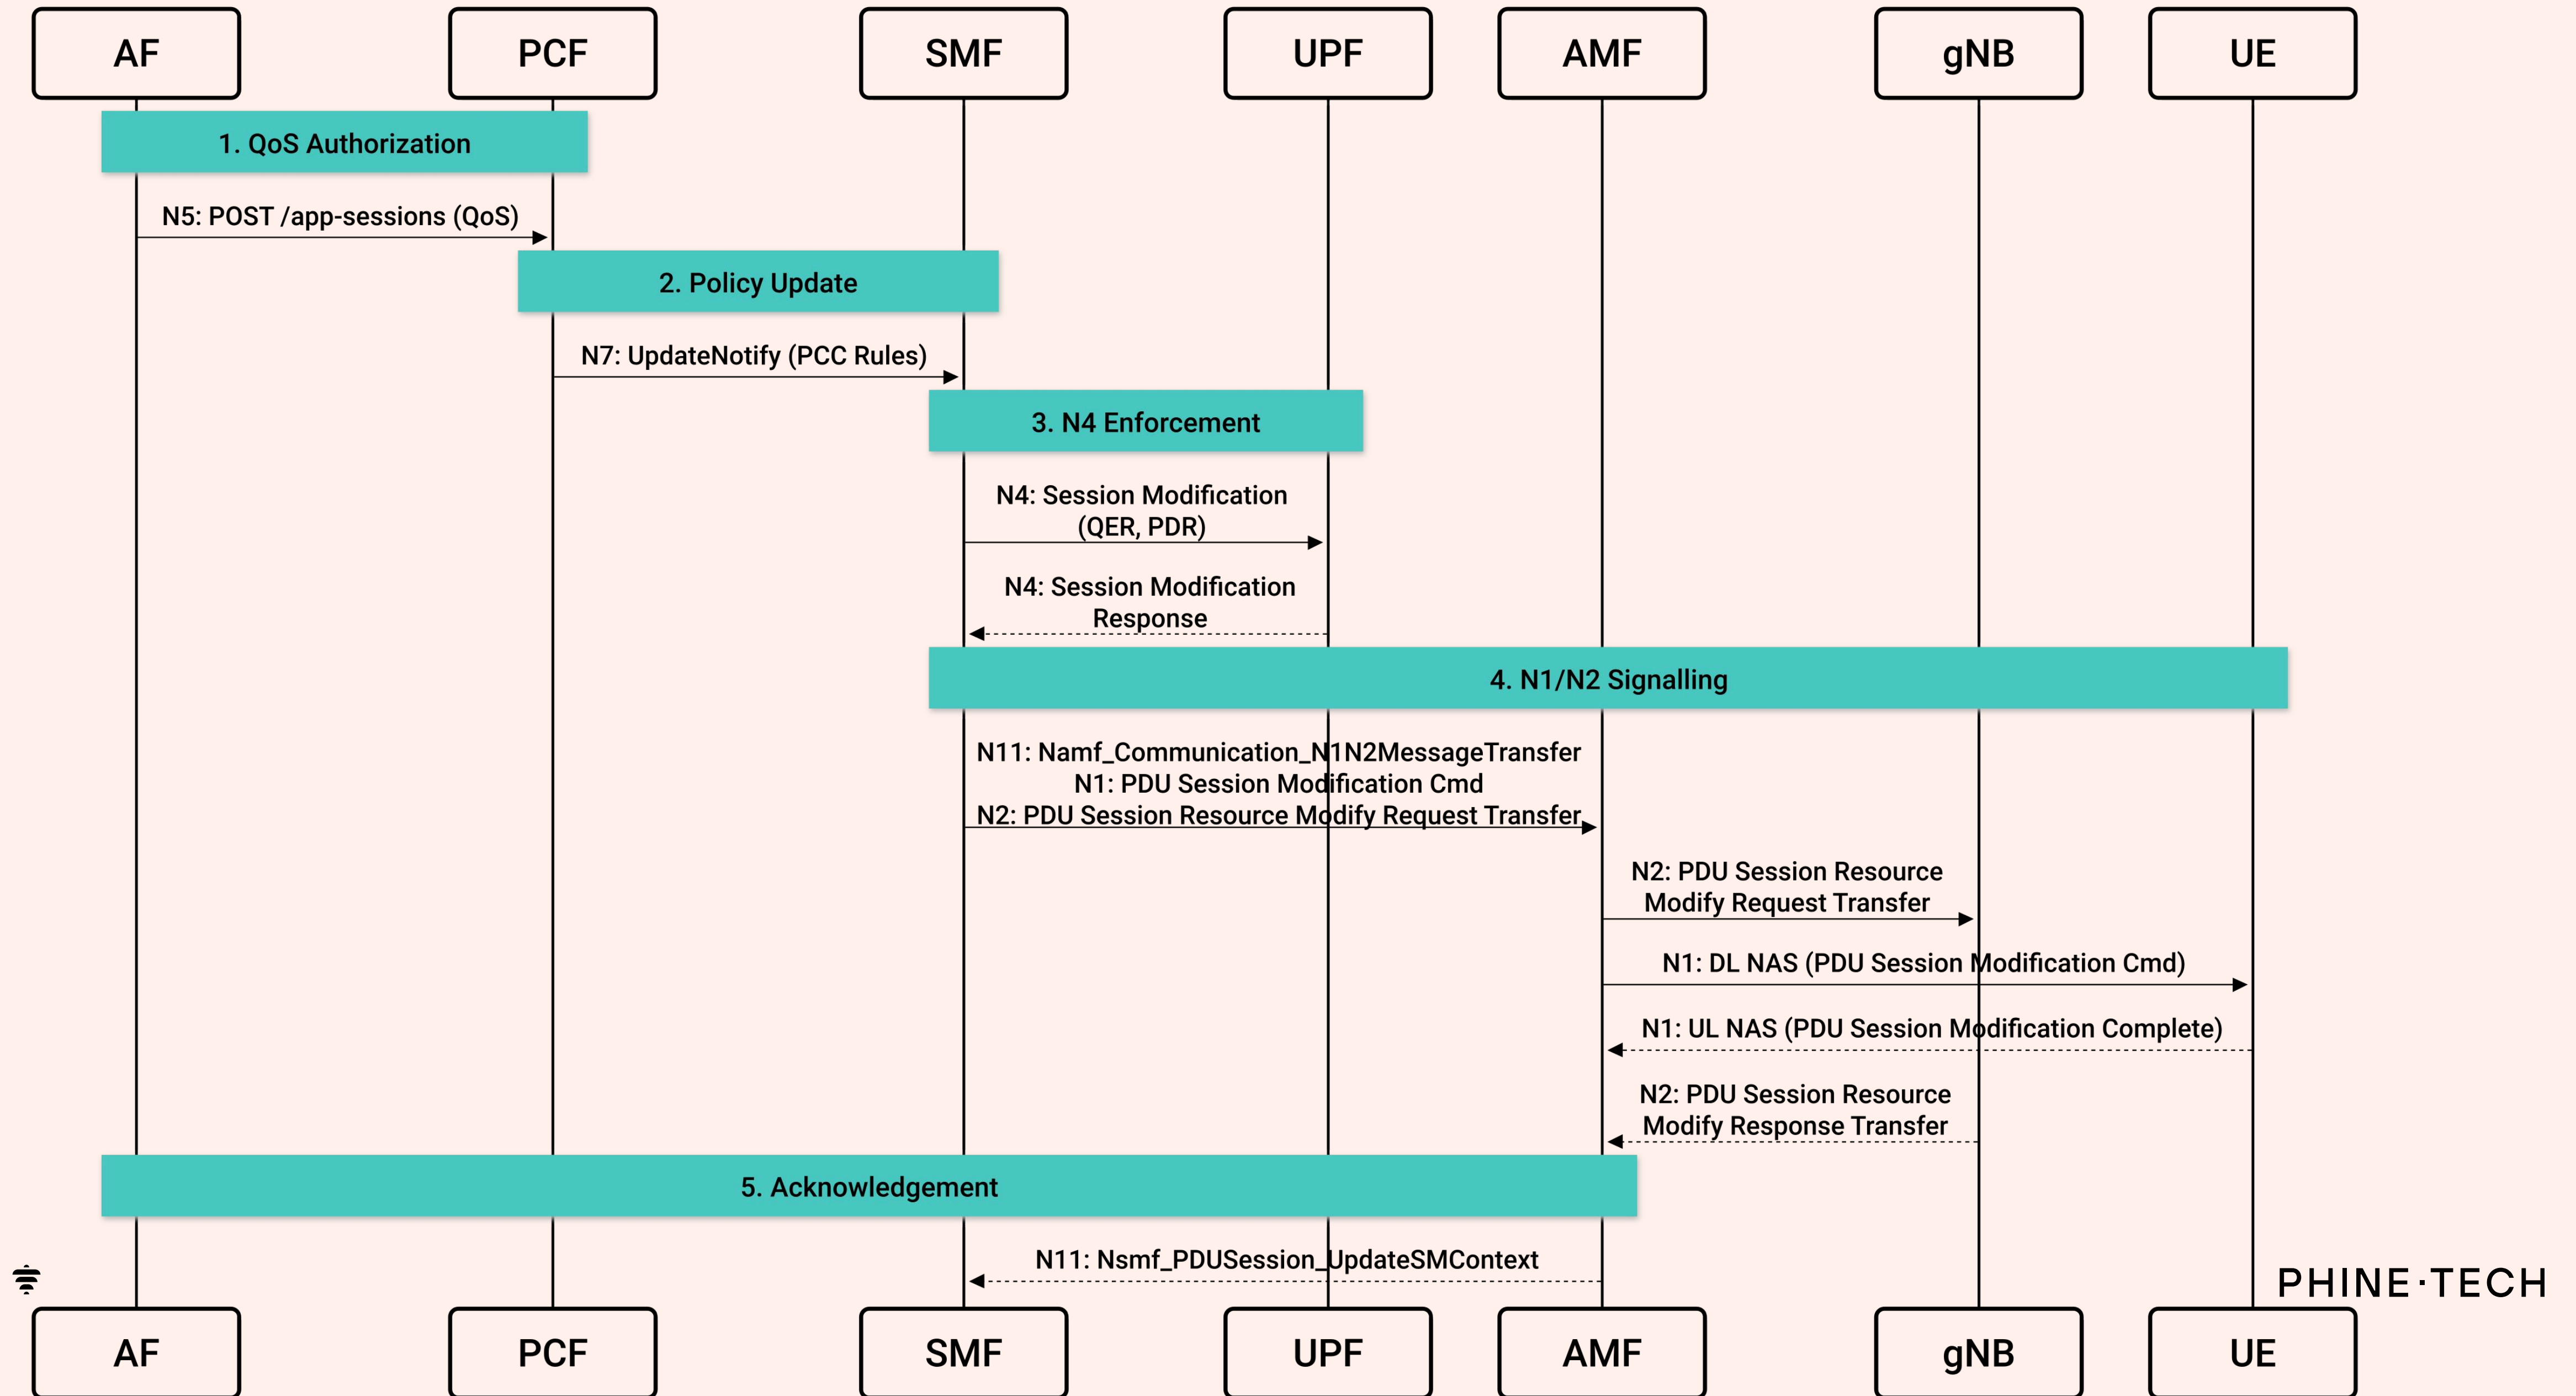 AF
PCF
SMF
UPF
AMF
gNB
UE
1. QoS Authorization
N5: POST /app-sessions (QoS)
2. Policy Update
N7: UpdateNotify (PCC Rules)
3. N4 Enforcement
N4: Session Modification
(QER, PDR)
N4: Session Modification
Response
4. N1/N2 Signalling
N11: Namf_Communication_N1N2MessageTransfer
N1: PDU Session Modification Cmd
N2: PDU Session Resource Modify Request Transfer
N2: PDU Session Resource
Modify Request Transfer
N1: DL NAS (PDU Session Modification Cmd)
N1: UL NAS (PDU Session Modification Complete)
N2: PDU Session Resource
Modify Response Transfer
5. Acknowledgement
N11: Nsmf_PDUSession_UpdateSMContext
PHINE·TECH
AF
PCF
SMF
UPF
AMF
gNB
UE